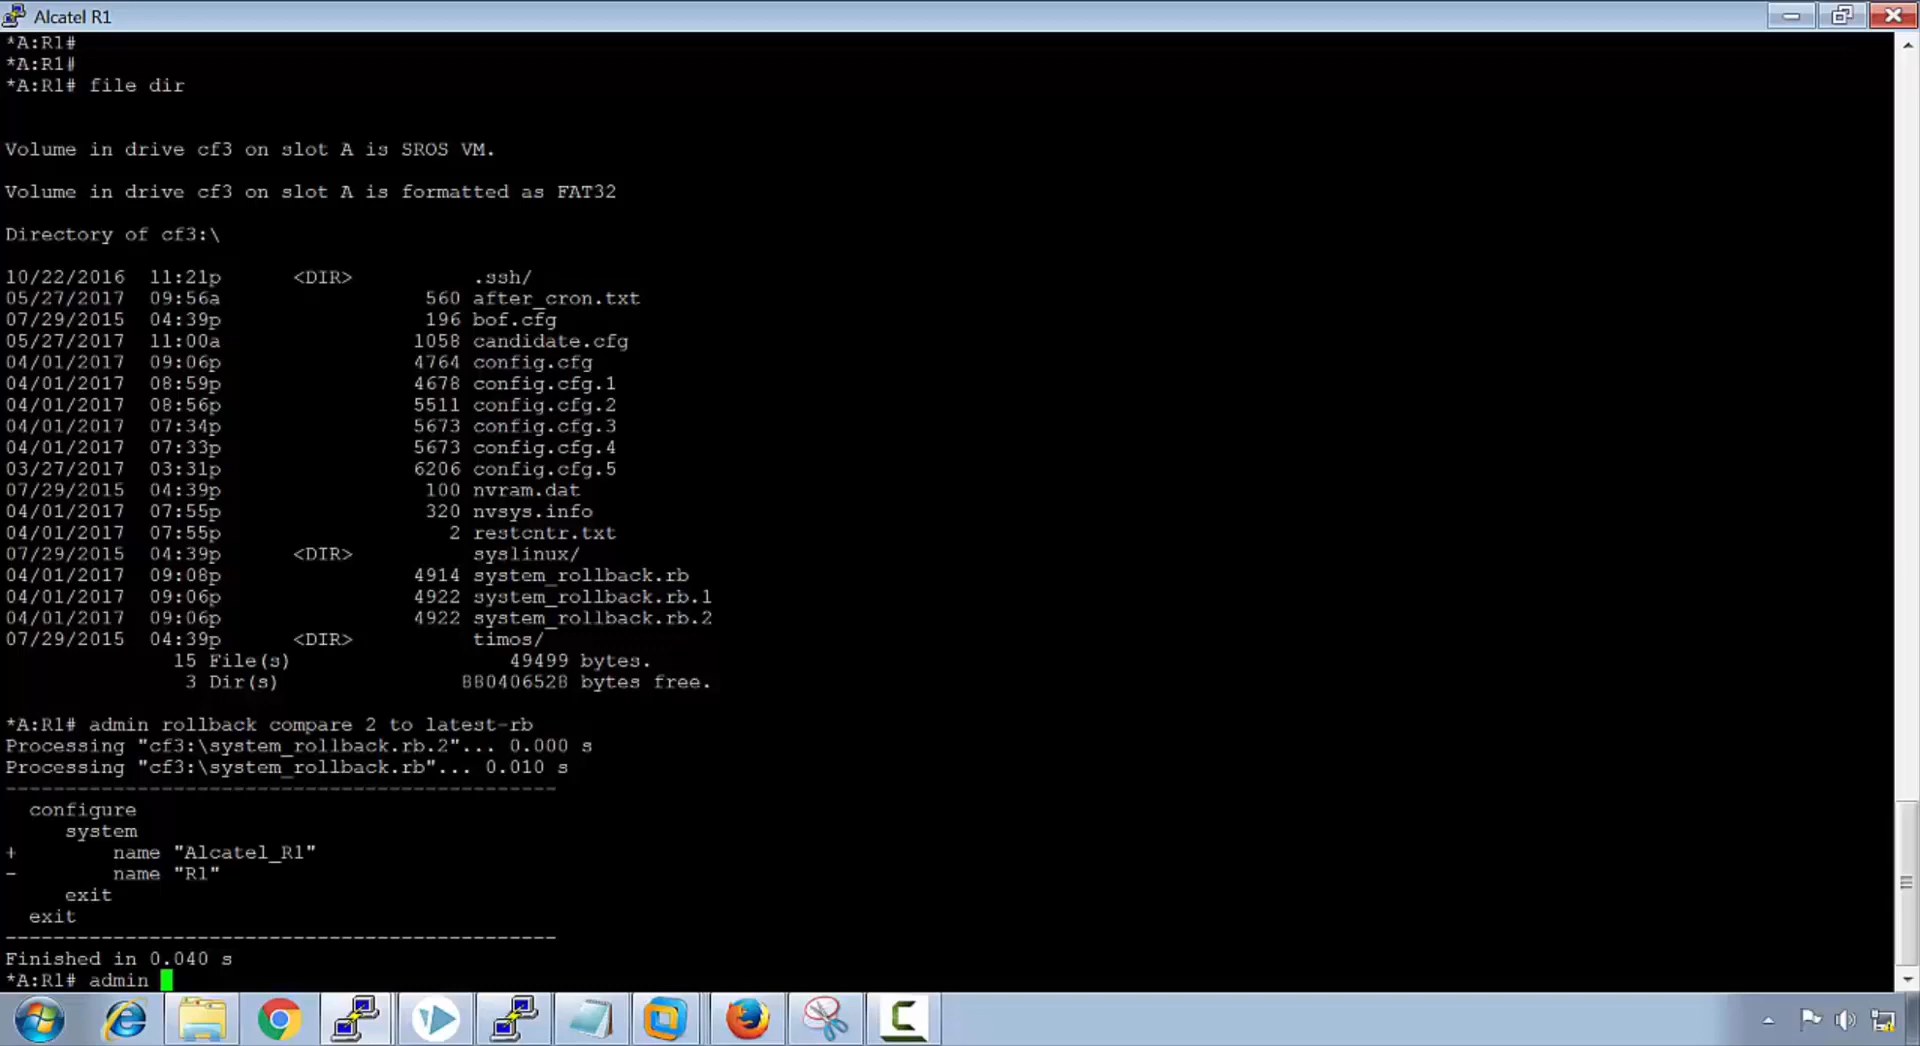 Alcatel R1
*A:R1#
*A:R1#
*A:R1# file dir
Volume in drive cf3 on slot A is SROS VM.
Volume in drive cf3 on slot A is formatted as FAT32
Directory of cf3:\
10/22/2016  11:21p      <DIR>          .ssh/
05/27/2017  09:56a                 560 after_cron.txt
07/29/2015  04:39p                 196 bof.cfg
05/27/2017  11:00a                1058 candidate.cfg
04/01/2017  09:06p                4764 config.cfg
04/01/2017  08:59p                4678 config.cfg.1
04/01/2017  08:56p                5511 config.cfg.2
04/01/2017  07:34p                5673 config.cfg.3
04/01/2017  07:33p                5673 config.cfg.4
03/27/2017  03:31p                6206 config.cfg.5
07/29/2015  04:39p                 100 nvram.dat
04/01/2017  07:55p                 320 nvsys.info
04/01/2017  07:55p                   2 restcntr.txt
07/29/2015  04:39p      <DIR>          syslinux/
04/01/2017  09:08p                4914 system_rollback.rb
04/01/2017  09:06p                4922 system_rollback.rb.1
04/01/2017  09:06p                4922 system_rollback.rb.2
07/29/2015  04:39p      <DIR>          timos/
15 File(s)                  49499 bytes.
3 Dir(s)               880406528 bytes free.
*A:R1# admin rollback compare 2 to latest-rb
Processing "cf3:\system_rollback.rb.2"... 0.000 s
Processing "cf3:\system_rollback.rb"... 0.010 s
----------------------------------------------
configure
system
+        name "Alcatel_R1"
-        name "R1"
exit
exit
----------------------------------------------
Finished in 0.040 s
*A:R1# admin